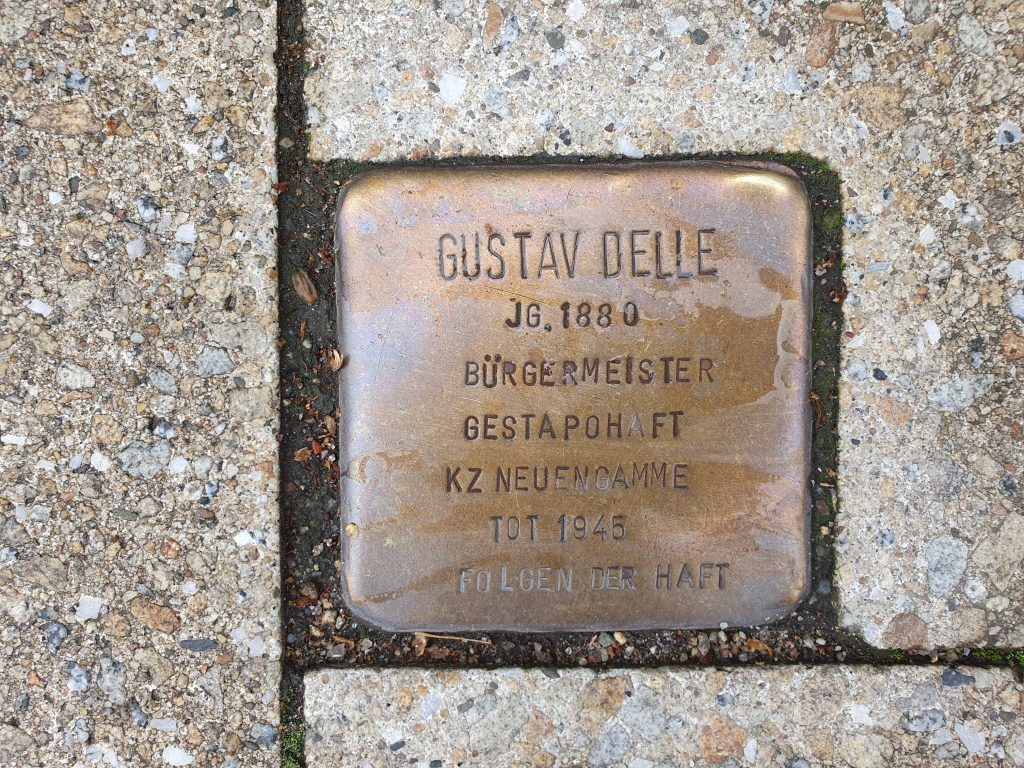 GUSTAV DELLE
JG. 1880
BÜRGERMEISTER
GESTAPOHAFT
KZ NEUENGAMME
TOT 1945
FOLGEN DER HAFT